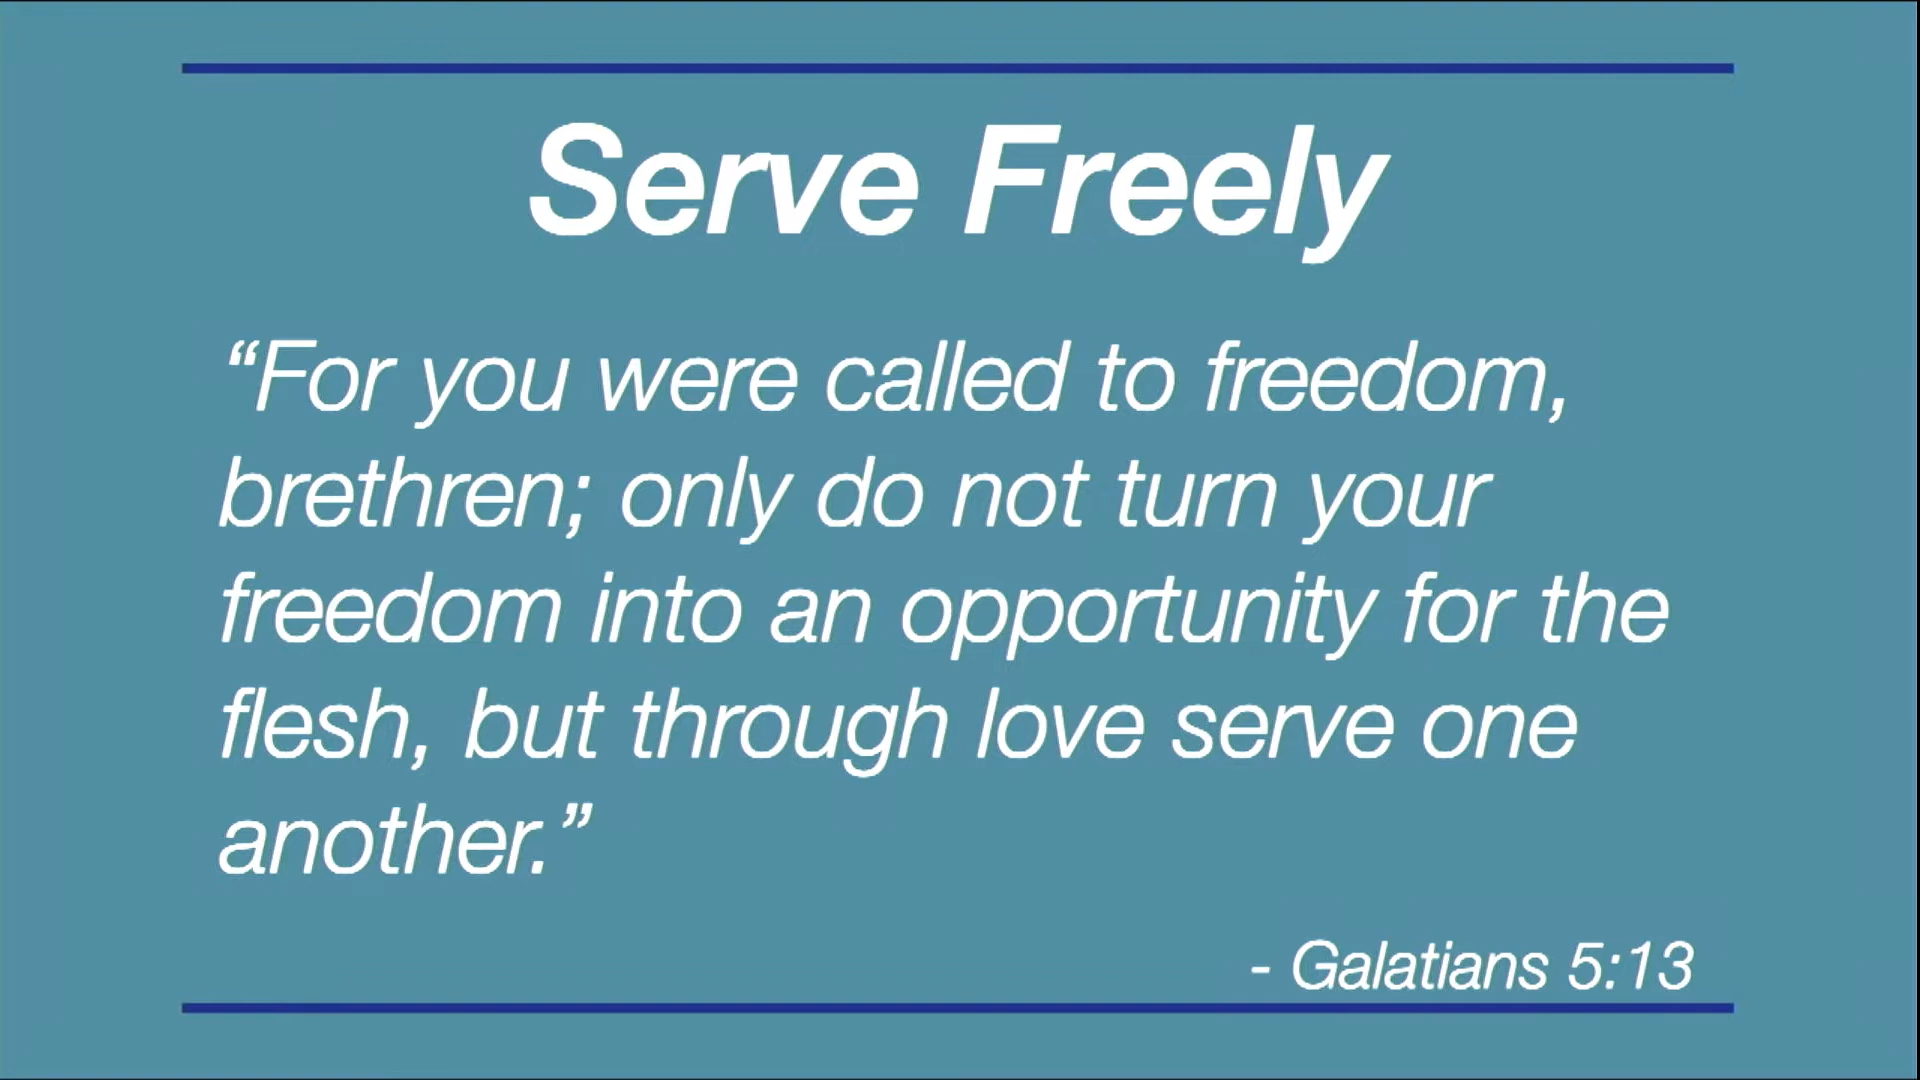 Serve Freely
“For you were called to freedom,
brethren; only do not turn your
freedom into an opportunity for the
flesh, but through love serve one
another.”
- Galatians 5:13